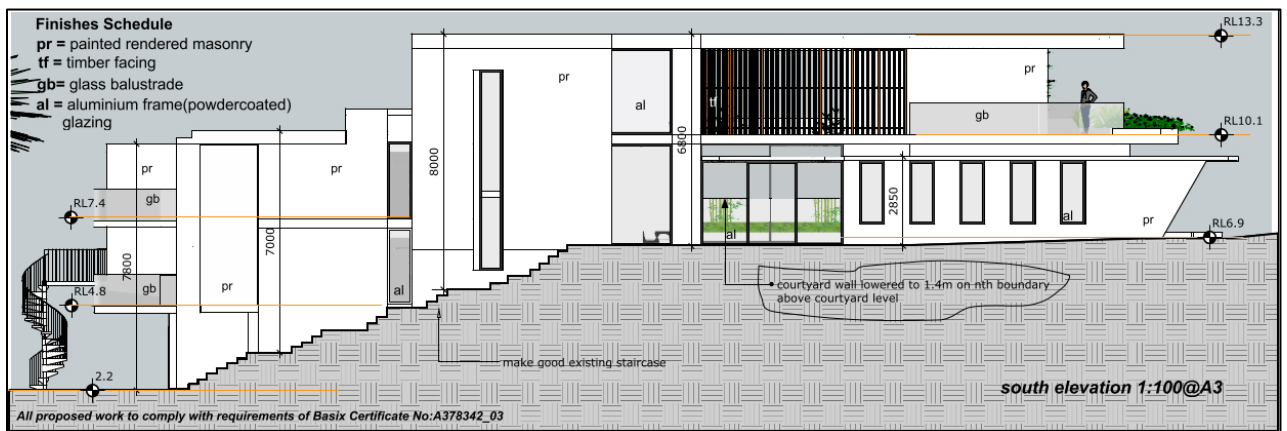 Finishes Schedule
pr = painted rendered masonry
tf = timber facing
gb= glass balustrade
al = aluminium frame(powdercoated)
glazing
RL13.3
pr
pr
al
tf
gb
RL10.1
6800
8000
pr
pr
gb
RL7.4
7000
2850
al
pr
RL6.9
al
7800
gb
RL4.8
pr
al
courtyard wall lowered to 1.4m on nth boundary
above courtyard level
make good existing staircase
2.2
south elevation 1:100@A3
All proposed work to comply with requirements of Basix Certificate No:A378342_03